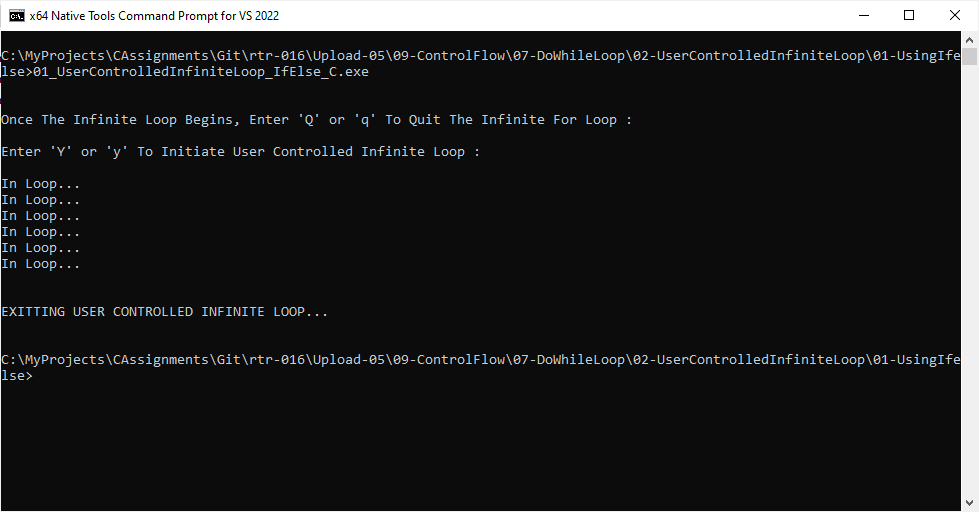 x64 Native Tools Command Prompt for VS 2022
C:\MyProjects\CAssignments\Git\rtr-016\Upload-05\09-ControlFlow\07-DoWhileLoop\02-UserControlledInfiniteLoop\01-UsingIfe
lse>01_UserControlledInfiniteLoop_IfElse_C.exe
Once The Infinite Loop Begins, Enter 'Q' or 'q' To Quit The Infinite For Loop :
Enter 'Y' or 'y' To Initiate User Controlled Infinite Loop :
In Loop...
In Loop...
In Loop...
In Loop...
In Loop...
In Loop...
EXITTING USER CONTROLLED INFINITE LOOP...
C:\MyProjects\CAssignments\Git\rtr-016\Upload-05\09-ControlFlow\07-DoWhileLoop\02-UserControlledInfiniteLoop\01-UsingIfe
lse>